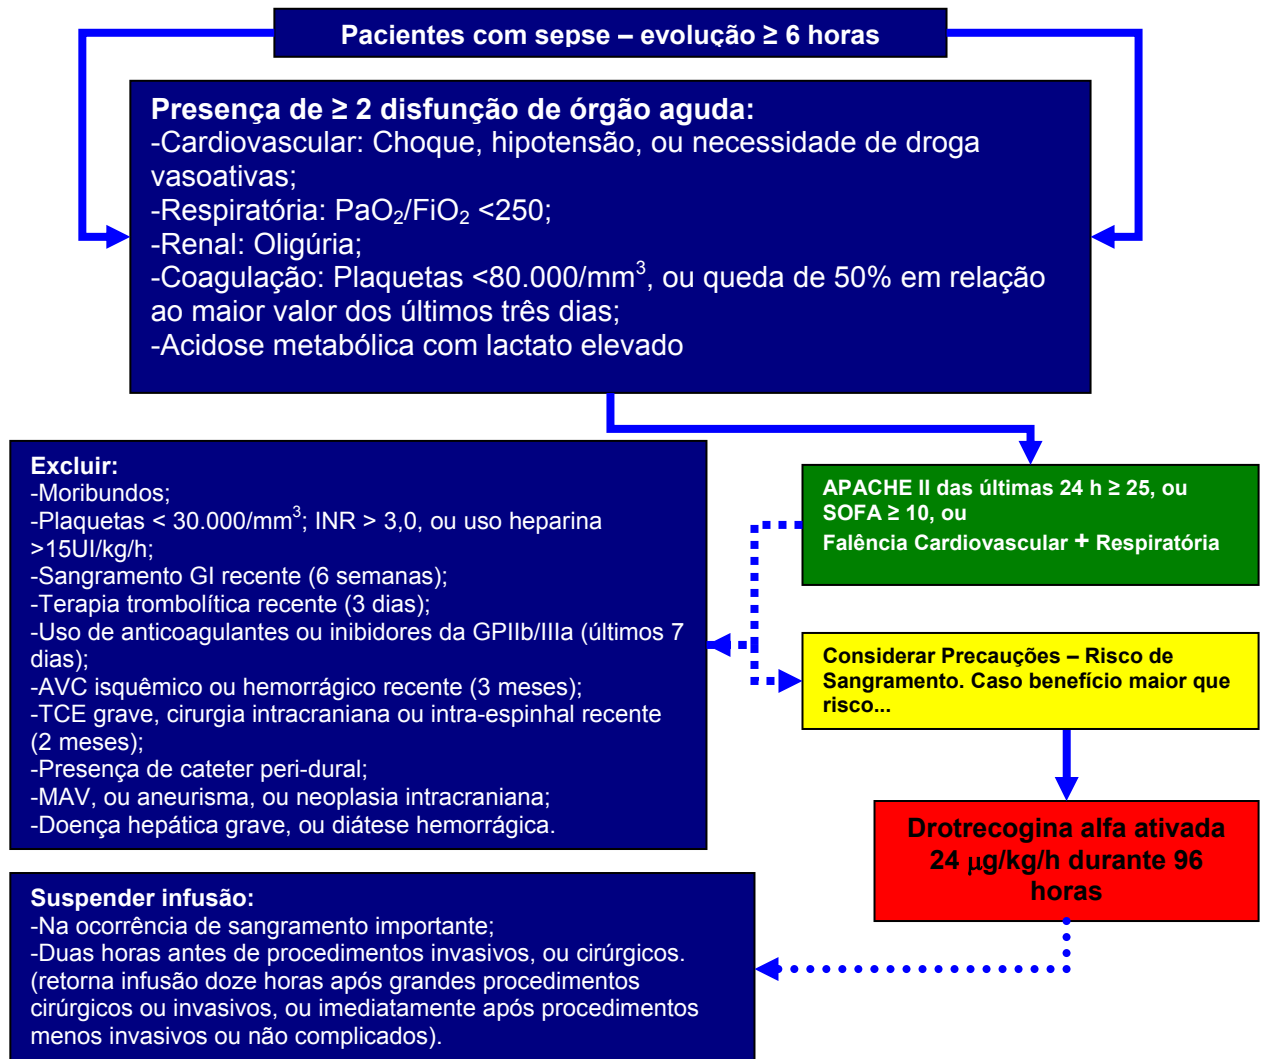 Pacientes com sepse – evolução ≥ 6 horas
Presença de ≥ 2 disfunção de órgão aguda:
-Cardiovascular: Choque, hipotensão, ou necessidade de droga
vasoativas;
-Respiratória: PaO₂/FiO₂ <250;
-Renal: Oligúria;
-Coagulação: Plaquetas <80.000/mm³, ou queda de 50% em relação
ao maior valor dos últimos três dias;
-Acidose metabólica com lactato elevado
Excluir:
-Moribundos;
-Plaquetas < 30.000/mm³; INR > 3,0, ou uso heparina
>15UI/kg/h;
-Sangramento GI recente (6 semanas);
-Terapia trombolítica recente (3 dias);
-Uso de anticoagulantes ou inibidores da GPIIb/IIIa (últimos 7
dias);
-AVC isquêmico ou hemorrágico recente (3 meses);
-TCE grave, cirurgia intracraniana ou intra-espinhal recente
(2 meses);
-Presença de cateter peri-dural;
-MAV, ou aneurisma, ou neoplasia intracraniana;
-Doença hepática grave, ou diátese hemorrágica.
APACHE II das últimas 24 h ≥ 25, ou
SOFA ≥ 10, ou
Falência Cardiovascular + Respiratória
Considerar Precauções – Risco de
Sangramento. Caso benefício maior que
risco...
Drotrecogina alfa ativada
24 μg/kg/h durante 96
horas
Suspender infusão:
-Na ocorrência de sangramento importante;
-Duas horas antes de procedimentos invasivos, ou cirúrgicos.
(retorna infusão doze horas após grandes procedimentos
cirúrgicos ou invasivos, ou imediatamente após procedimentos
menos invasivos ou não complicados).